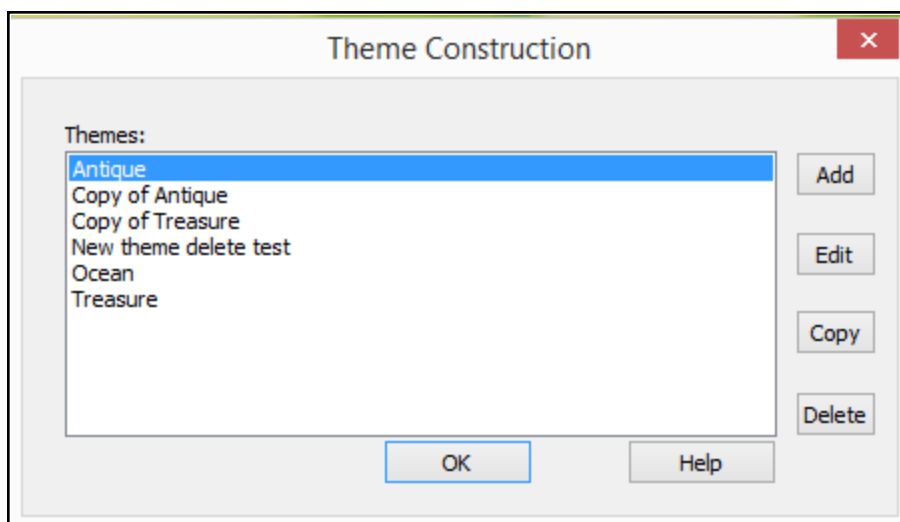 Theme Construction
Themes:
Antique
Copy of Antique
Copy of Treasure
New theme delete test
Ocean
Treasure
Add
Edit
Copy
Delete
OK
Help